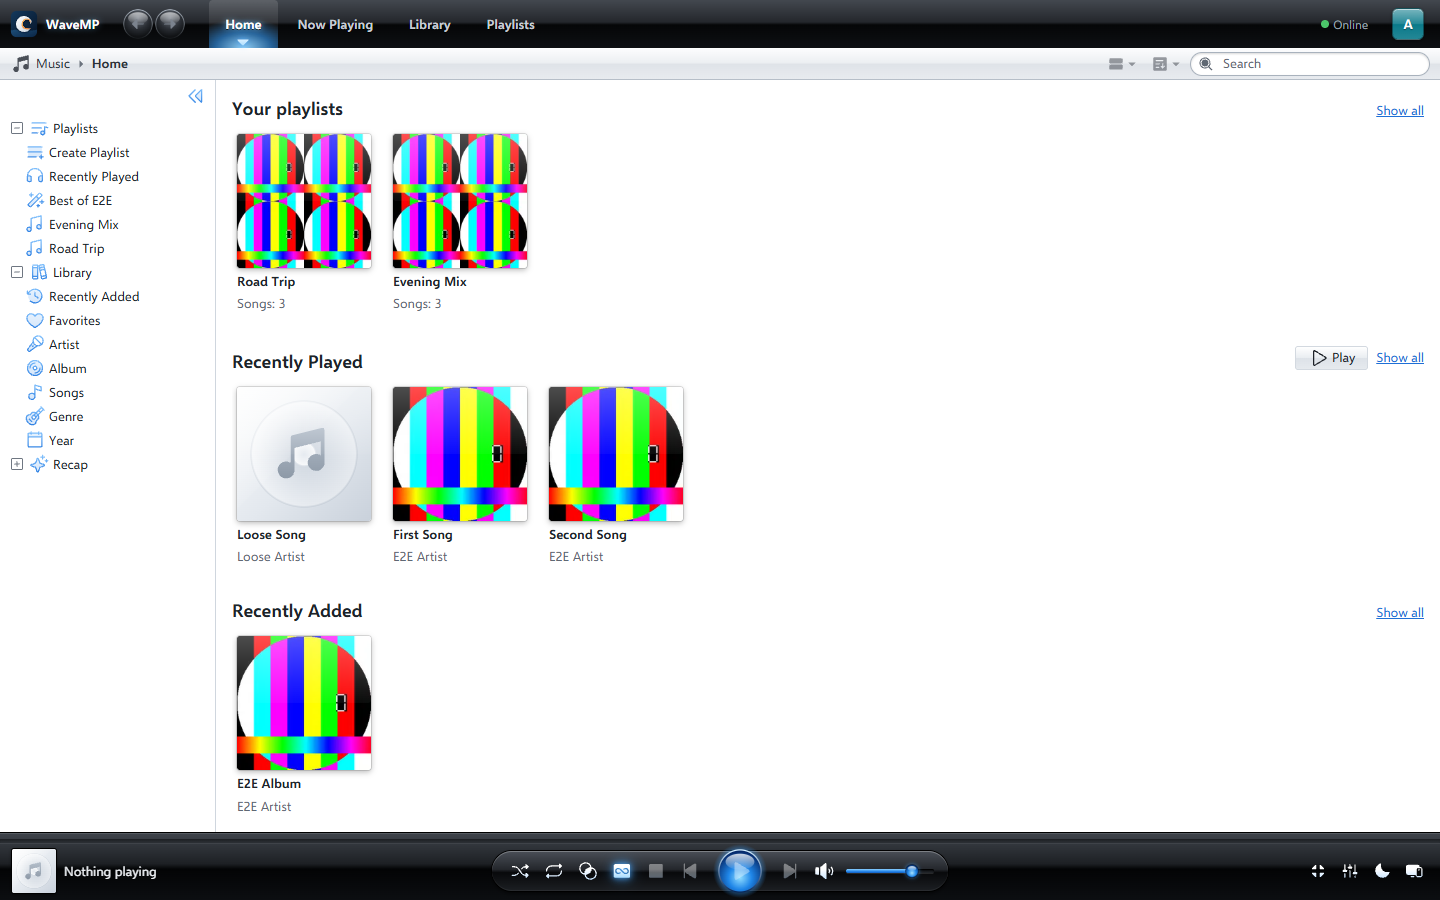 WaveMP
Home
Now Playing
Library
Playlists
Online
A
Music
Home
Search
Playlists
Create Playlist
Recently Played
Best of E2E
Evening Mix
Road Trip
Library
Recently Added
Favorites
Artist
Album
Songs
Genre
Year
Recap
Your playlists
Show all
Road Trip
Songs: 3
Evening Mix
Songs: 3
Recently Played
Play
Show all
Loose Song
Loose Artist
First Song
E2E Artist
Second Song
E2E Artist
Recently Added
Show all
E2E Album
E2E Artist
Nothing playing